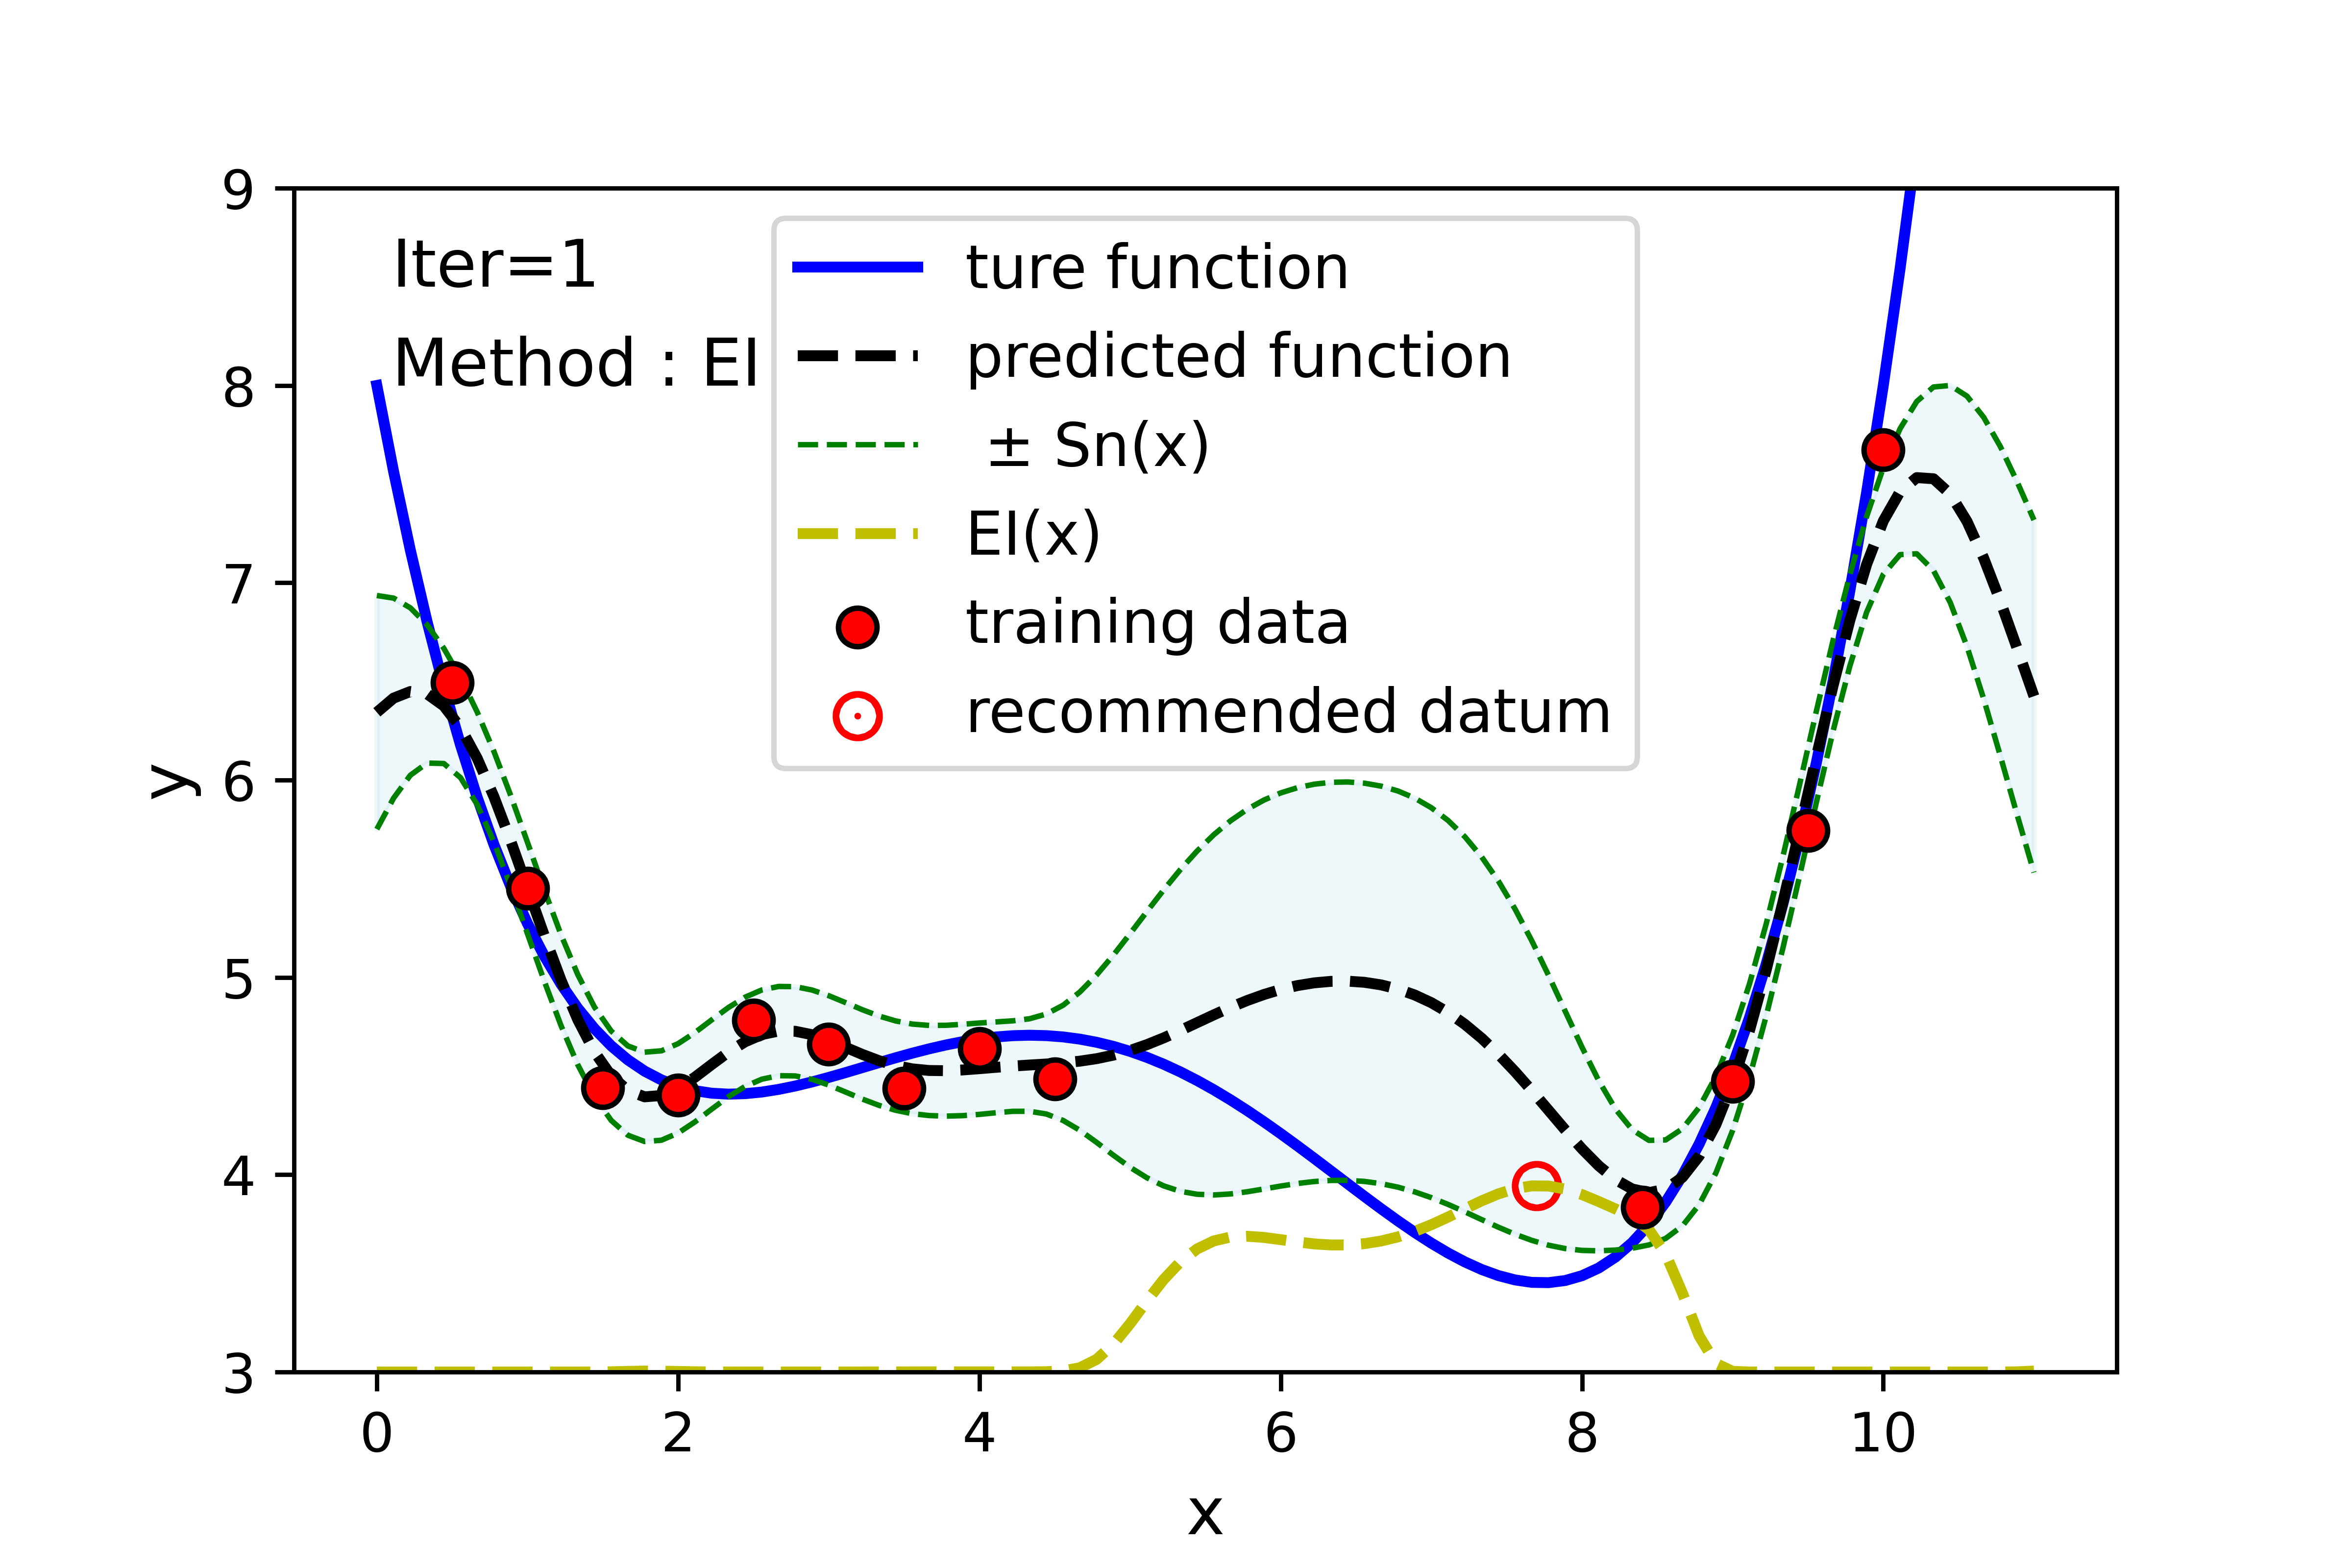 Iter=1
Method : EI
ture function
predicted function
± Sn(x)
EI(x)
training data
recommended datum
y
9
8
7
6
5
4
3
0 2 4 6 8 10
x